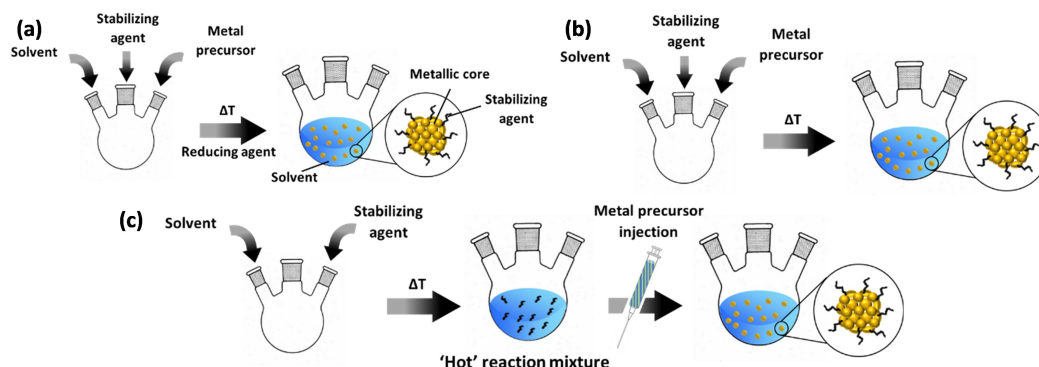 (a)
Stabilizing
agent
Solvent
Metal
precursor
ΔT
Reducing agent
Metallic core
Stabilizing
agent
Solvent
(b)
Stabilizing
agent
Solvent
Metal
precursor
ΔT
(c)
Solvent
Stabilizing
agent
ΔT
'Hot' reaction mixture
Metal precursor
injection